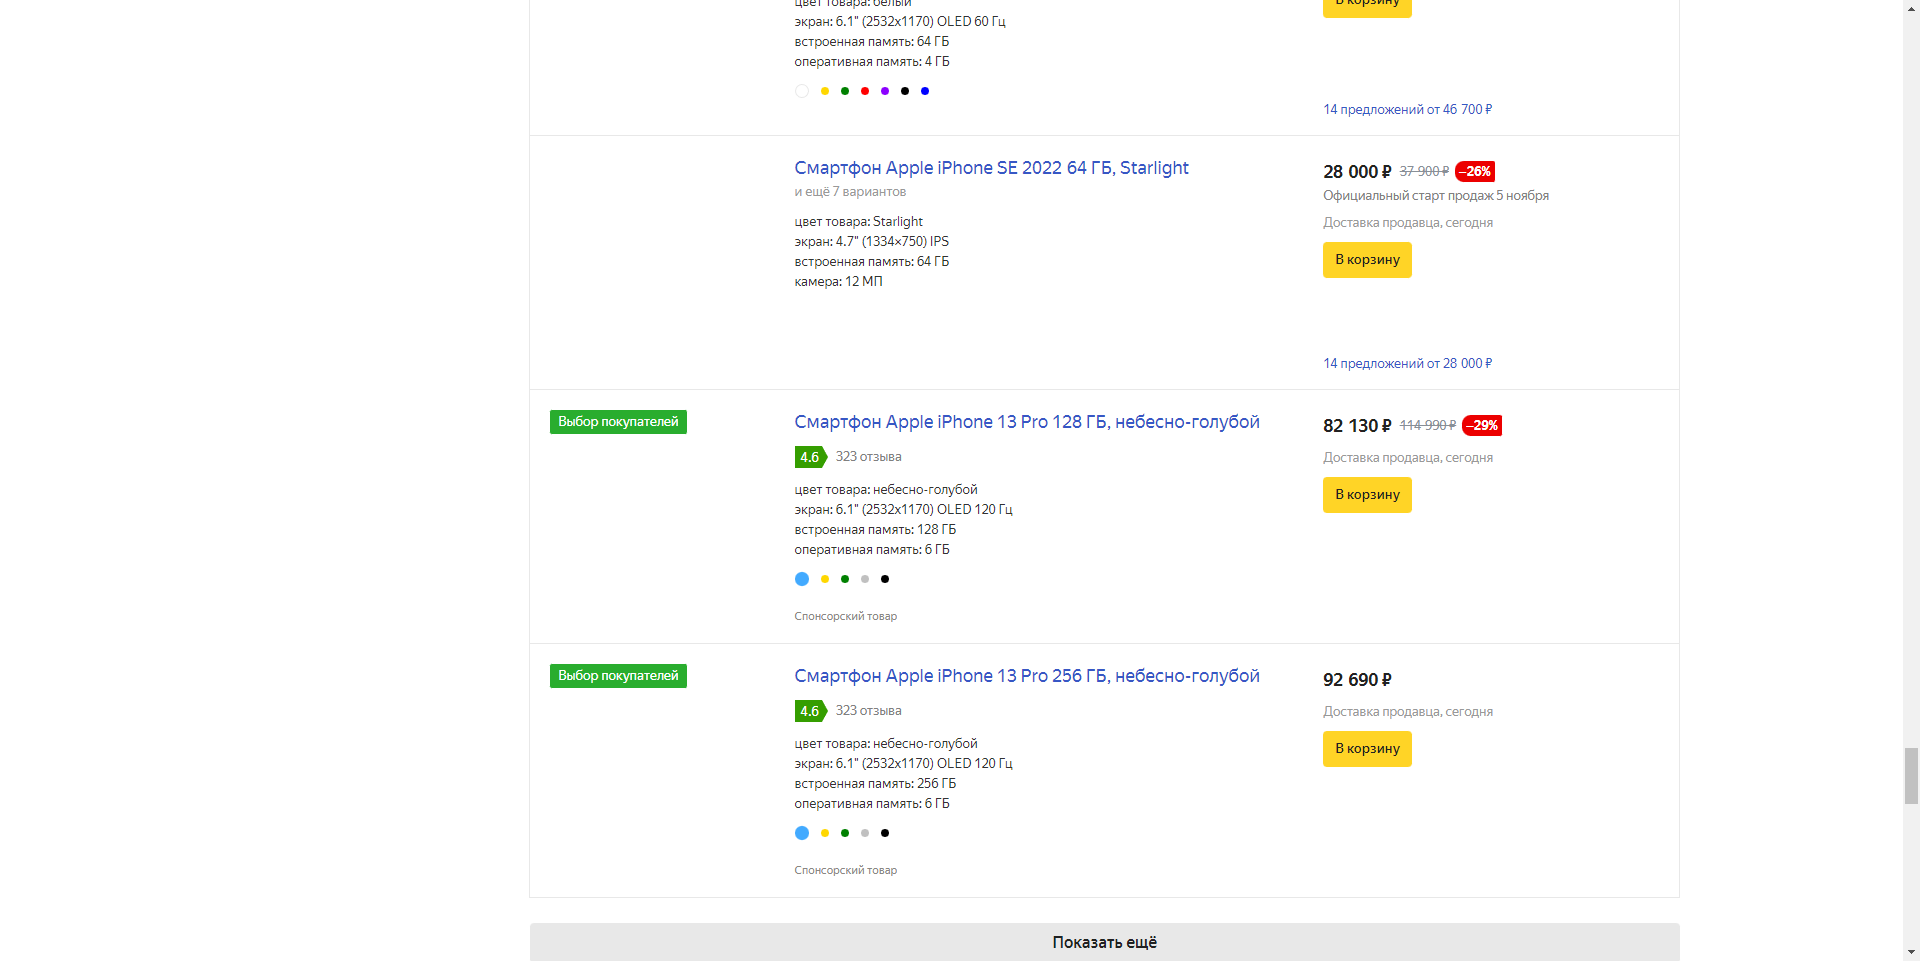 цвет товара: белый
В корзину
экран: 6.1" (2532x1170) OLED 60 Гц
встроенная память: 64 ГБ
оперативная память: 4 ГБ
14 предложений от 46 700 ₽
Смартфон Apple iPhone SE 2022 64 ГБ, Starlight
и ещё 7 вариантов
цвет товара: Starlight
экран: 4.7" (1334×750) IPS
встроенная память: 64 ГБ
камера: 12 МП
28 000 ₽ 37 900 ₽ –26%
Официальный старт продаж 5 ноября
Доставка продавца, сегодня
В корзину
14 предложений от 28 000 ₽
Выбор покупателей
Смартфон Apple iPhone 13 Pro 128 ГБ, небесно-голубой
4.6 323 отзыва
цвет товара: небесно-голубой
экран: 6.1" (2532x1170) OLED 120 Гц
встроенная память: 128 ГБ
оперативная память: 6 ГБ
Спонсорский товар
82 130 ₽ 114 990 ₽ –29%
Доставка продавца, сегодня
В корзину
Выбор покупателей
Смартфон Apple iPhone 13 Pro 256 ГБ, небесно-голубой
4.6 323 отзыва
цвет товара: небесно-голубой
экран: 6.1" (2532x1170) OLED 120 Гц
встроенная память: 256 ГБ
оперативная память: 6 ГБ
Спонсорский товар
92 690 ₽
Доставка продавца, сегодня
В корзину
Показать ещё